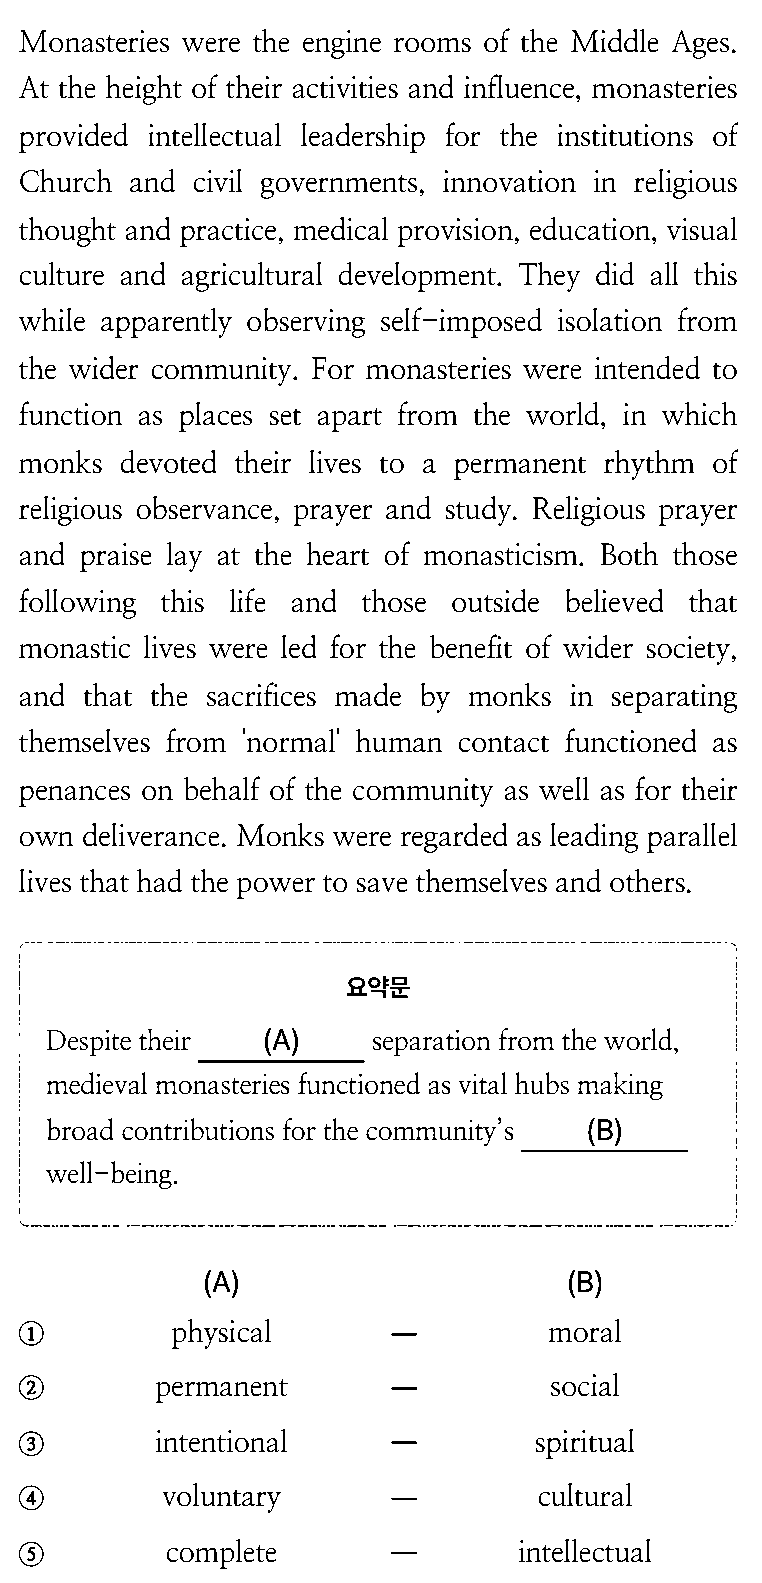 Monasteries were the engine rooms of the Middle Ages.
At the height of their activities and influence, monasteries
provided intellectual leadership for the institutions of
Church and civil governments, innovation in religious
thought and practice, medical provision, education, visual
culture and agricultural development. They did all this
while apparently observing self-imposed isolation from
the wider community. For monasteries were intended to
function as places set apart from the world, in which
monks devoted their lives to a permanent rhythm of
religious observance, prayer and study. Religious prayer
and praise lay at the heart of monasticism. Both those
following this life and those outside believed that
monastic lives were led for the benefit of wider society,
and that the sacrifices made by monks in separating
themselves from 'normal' human contact functioned as
penances on behalf of the community as well as for their
own deliverance. Monks were regarded as leading parallel
lives that had the power to save themselves and others.
요약문
Despite their (A) separation from the world,
medieval monasteries functioned as vital hubs making
broad contributions for the community's (B)
well-being.
(A) (B)
① physical — moral
② permanent — social
③ intentional — spiritual
④ voluntary — cultural
⑤ complete — intellectual